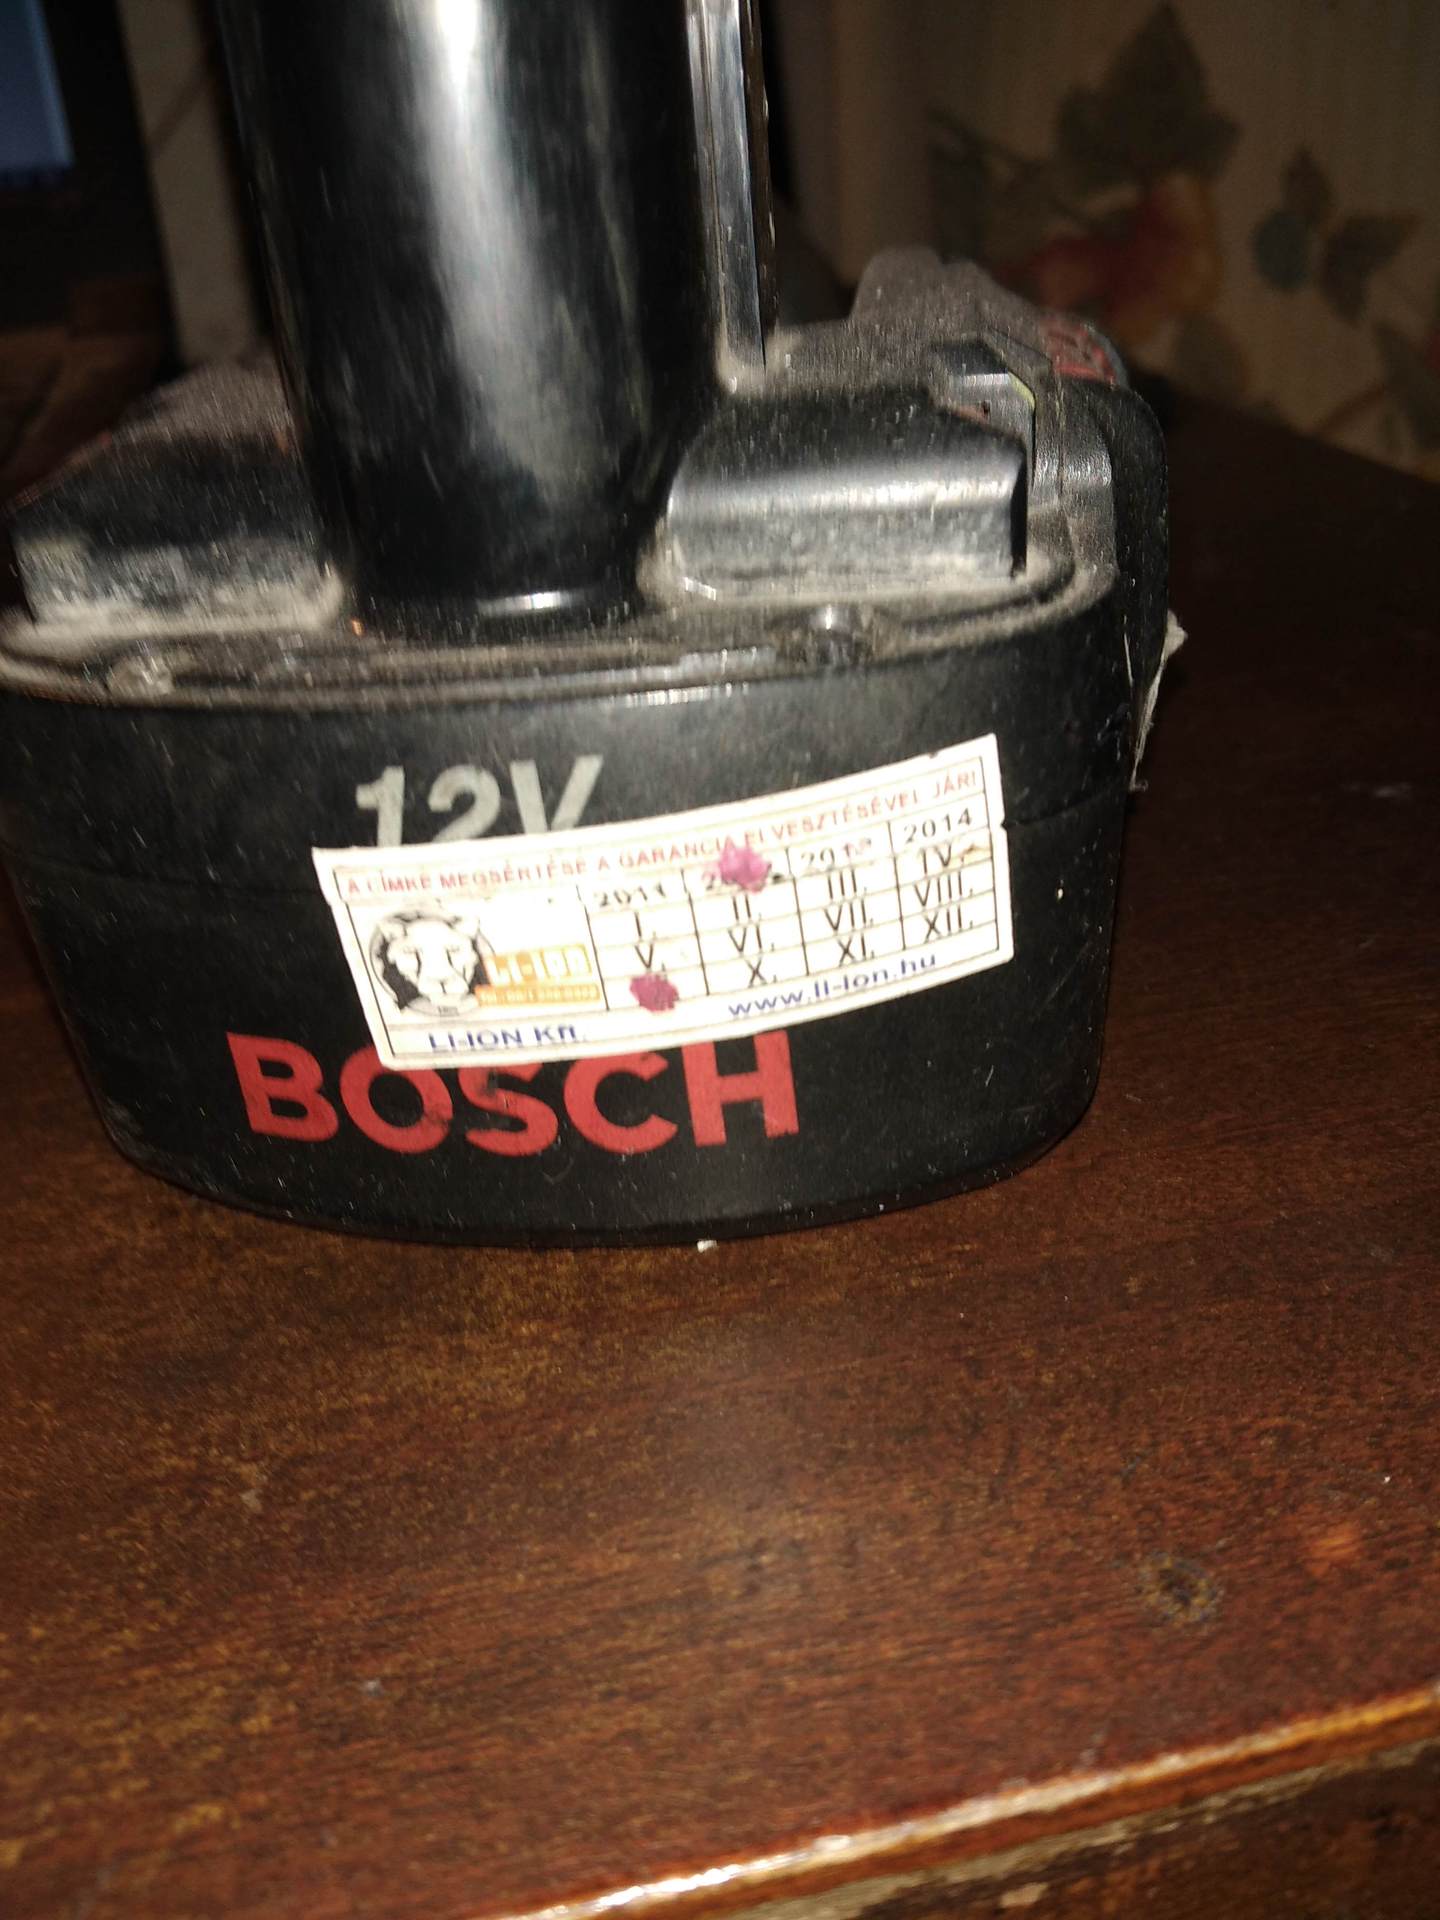 12V
A CÍMKE MEGSÉRTÉSE A GARANCIA ELVESZTÉSÉVEL JÁR!
2011 2013 2014
I. II. III. IV.
V. VI. VII. VIII.
X. XI. XII.
LI-ION
LI-ION Kft. www.li-ion.hu
BOSCH